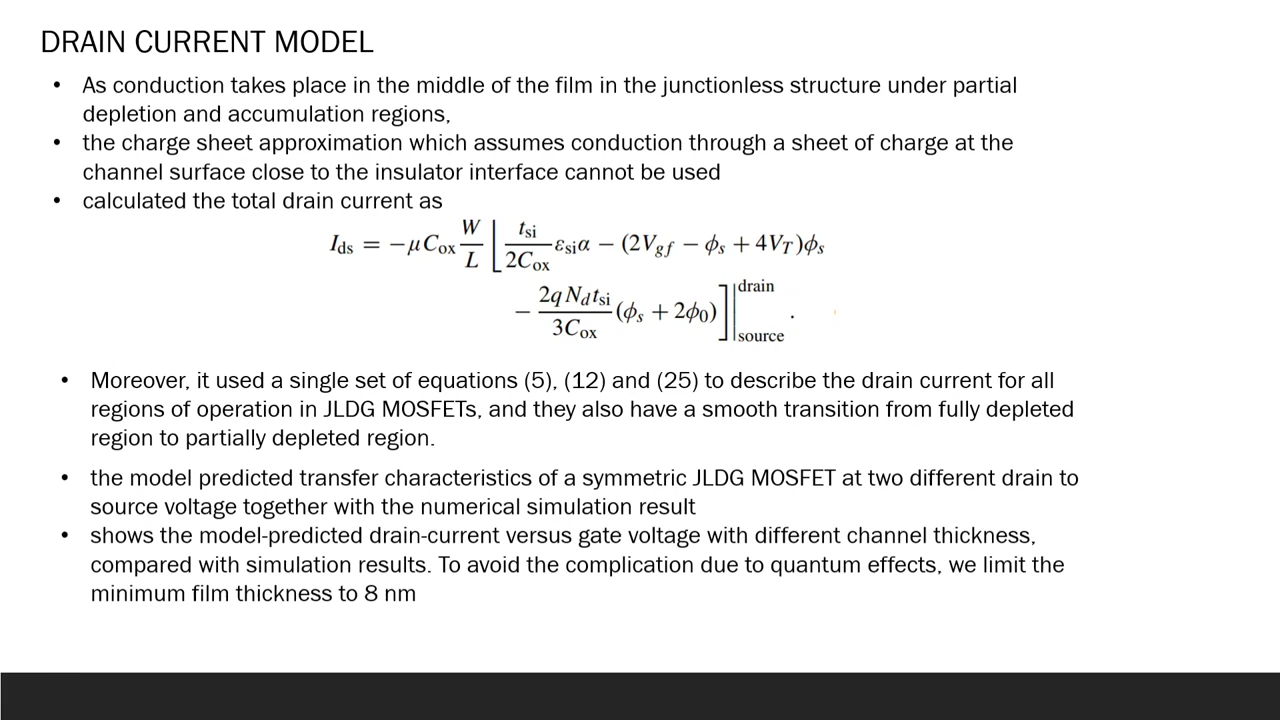 DRAIN CURRENT MODEL
• As conduction takes place in the middle of the film in the junctionless structure under partial
depletion and accumulation regions,
• the charge sheet approximation which assumes conduction through a sheet of charge at the
channel surface close to the insulator interface cannot be used
• calculated the total drain current as
I_ds = −μC_ox W/L [ t_si/2C_ox ε_si α − (2V_gf − ϕ_s + 4V_T)ϕ_s
− 2qN_d t_si/3C_ox (ϕ_s + 2ϕ_0) ] |drain source .
• Moreover, it used a single set of equations (5), (12) and (25) to describe the drain current for all
regions of operation in JLDG MOSFETs, and they also have a smooth transition from fully depleted
region to partially depleted region.
• the model predicted transfer characteristics of a symmetric JLDG MOSFET at two different drain to
source voltage together with the numerical simulation result
• shows the model-predicted drain-current versus gate voltage with different channel thickness,
compared with simulation results. To avoid the complication due to quantum effects, we limit the
minimum film thickness to 8 nm